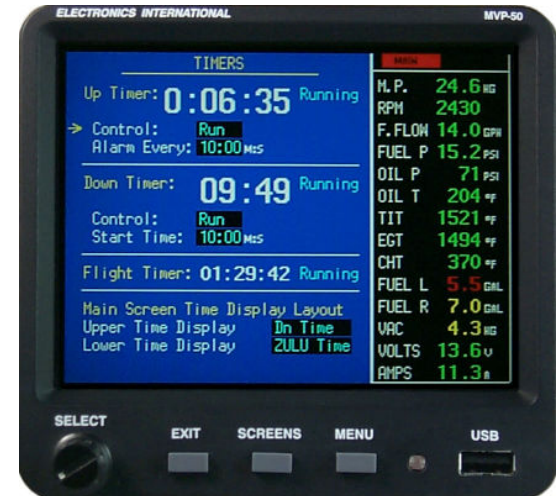 ELECTRONICS INTERNATIONAL MVP-50
TIMERS
Up Timer: 0:06:35 Running
Control: Run
Alarm Every: 10:00 M:S
Down Timer: 09:49 Running
Control: Run
Start Time: 10:00 M:S
Flight Timer: 01:29:42 Running
Main Screen Time Display Layout
Upper Time Display Dn Time
Lower Time Display ZULU Time
MAIN
M.P. 24.6 HG
RPM 2430
F.FLOW 14.0 GPH
FUEL P 15.2 PSI
OIL P 71 PSI
OIL T 204 °F
TIT 1521 °F
EGT 1494 °F
CHT 370 °F
FUEL L 5.5 GAL
FUEL R 7.0 GAL
VAC 4.3 HG
VOLTS 13.6 V
AMPS 11.3 A
SELECT EXIT SCREENS MENU USB